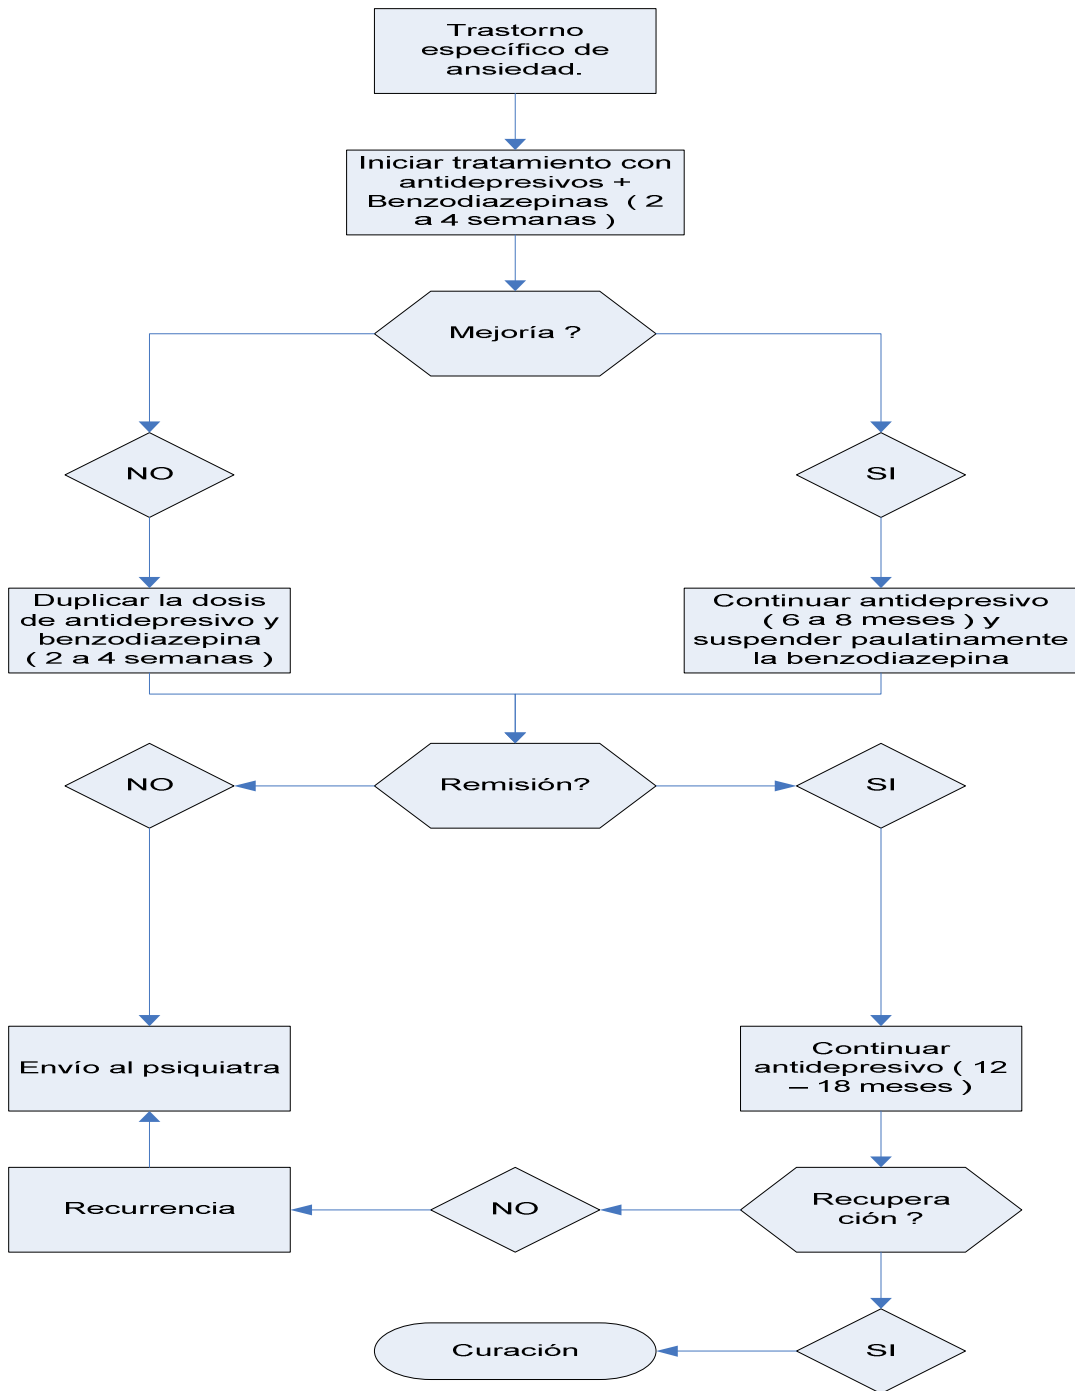 Trastorno
específico de
ansiedad.
Iniciar tratamiento con
antidepresivos +
Benzodiazepinas ( 2
a 4 semanas )
Mejoría ?
NO
SI
Duplicar la dosis
de antidepresivo y
benzodiazepina
( 2 a 4 semanas )
Continuar antidepresivo
( 6 a 8 meses ) y
suspender paulatinamente
la benzodiazepina
NO
Remisión?
SI
Envío al psiquiatra
Continuar
antidepresivo ( 12
– 18 meses )
Recurrencia
NO
Recupera
ción ?
Curación
SI